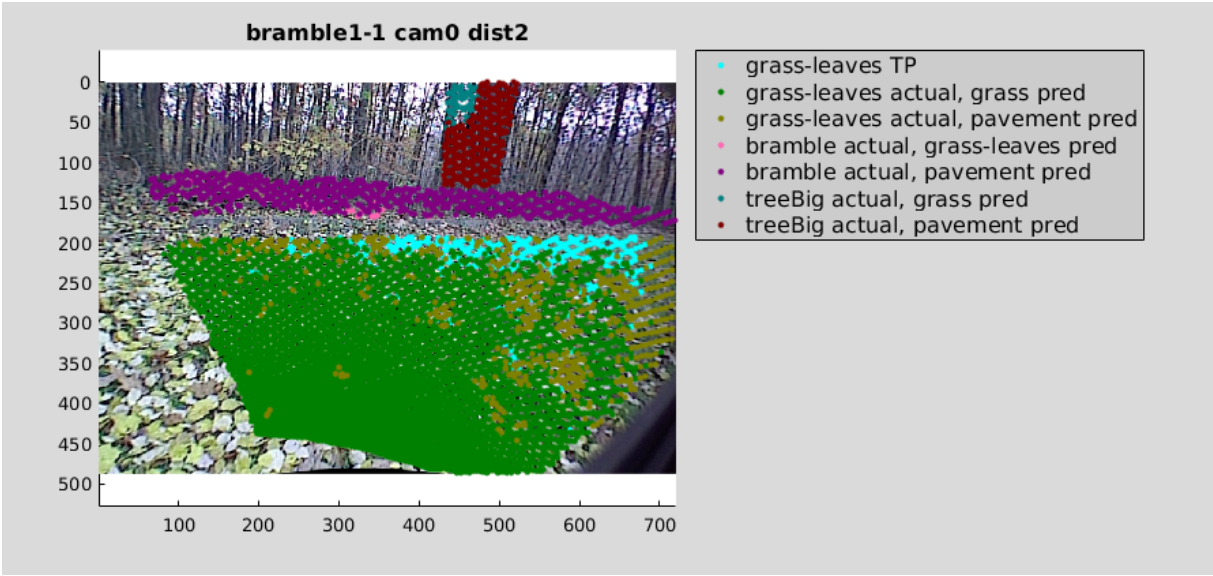 bramble1-1 cam0 dist2
0
50
100
150
200
250
300
350
400
450
500
100 200 300 400 500 600 700
grass-leaves TP
grass-leaves actual, grass pred
grass-leaves actual, pavement pred
bramble actual, grass-leaves pred
bramble actual, pavement pred
treeBig actual, grass pred
treeBig actual, pavement pred